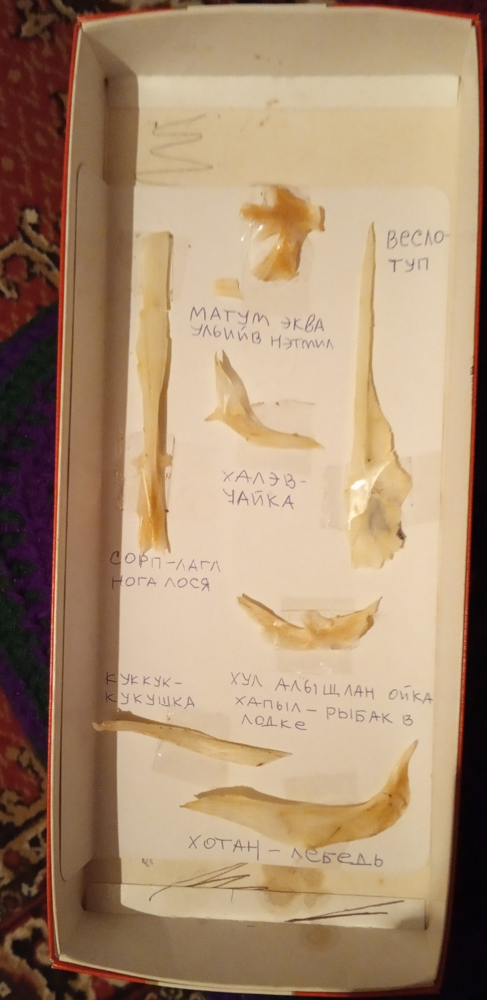 ВЕСЛО-
ТУП
МАТУМ ЭКВА
УЛЬИЙВ НЭТМИЛ
ХАЛЭВ-
ЧАЙКА
СОРП-ЛАГЛ
НОГА ЛОСЯ
КУККУК-
КУКУШКА
ХУЛ АЛЫЩЛАН ОЙКА
ХАПЫЛ - РЫБАК В
ЛОДКЕ
ХОТАН - ЛЕБЕДЬ